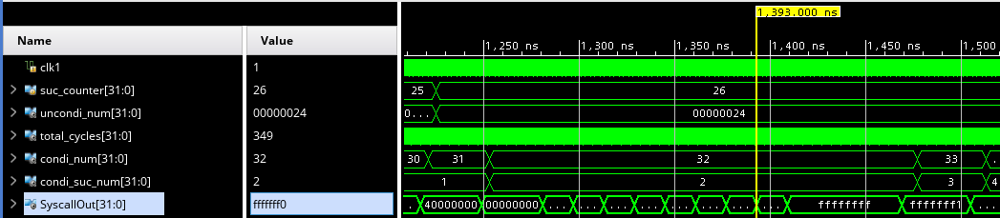 1,393.000 ns
Name Value
1,250 ns 1,300 ns 1,350 ns 1,400 ns 1,450 ns 1,500
clk1 1
suc_counter[31:0] 26 25 26
uncondi_num[31:0] 00000024 0... 00000024
total_cycles[31:0] 349
condi_num[31:0] 32 30 31 32 33 ...
condi_suc_num[31:0] 2 1 2 3 4
SyscallOut[31:0] fffffff0 ... 40000000 00000000 ... ... ... ... ... ... ... ... ffffffff ffffffff1 ...